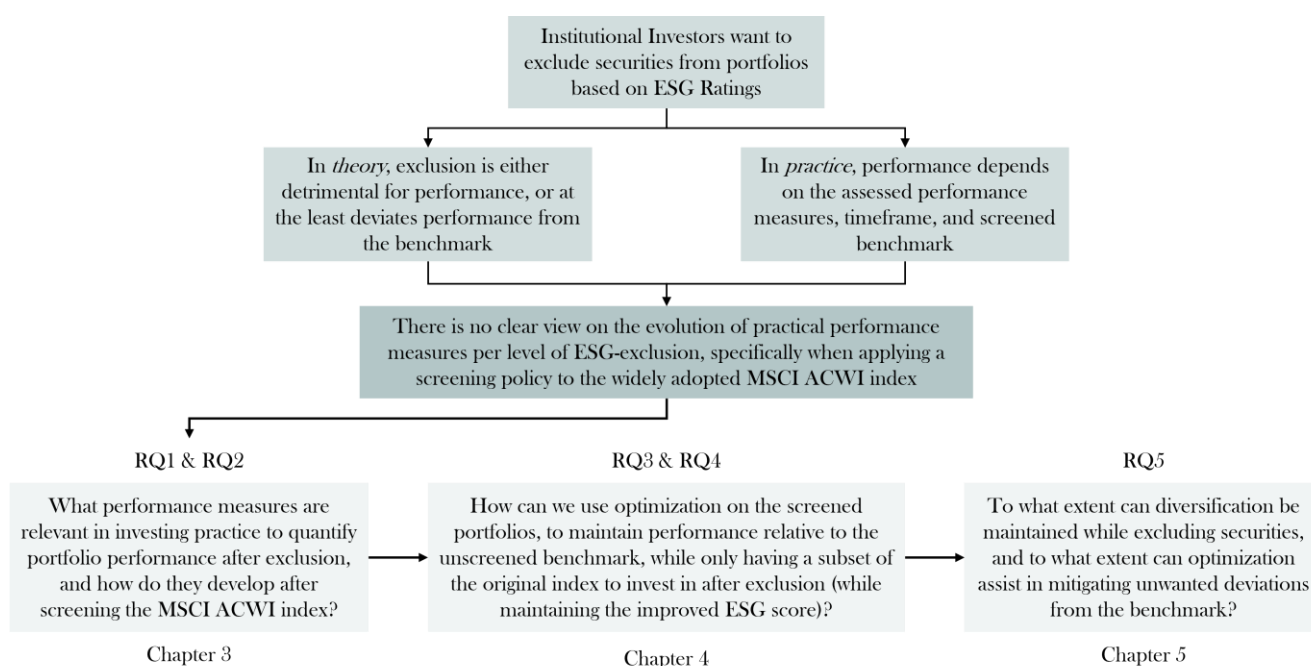 Institutional Investors want to
exclude securities from portfolios
based on ESG Ratings
In theory, exclusion is either
detrimental for performance, or at
the least deviates performance from
the benchmark
In practice, performance depends
on the assessed performance
measures, timeframe, and screened
benchmark
There is no clear view on the evolution of practical performance
measures per level of ESG-exclusion, specifically when applying a
screening policy to the widely adopted MSCI ACWI index
RQ1 & RQ2
What performance measures are
relevant in investing practice to quantify
portfolio performance after exclusion,
and how do they develop after
screening the MSCI ACWI index?
Chapter 3
RQ3 & RQ4
How can we use optimization on the screened
portfolios, to maintain performance relative to the
unscreened benchmark, while only having a subset of
the original index to invest in after exclusion (while
maintaining the improved ESG score)?
Chapter 4
RQ5
To what extent can diversification be
maintained while excluding securities,
and to what extent can optimization
assist in mitigating unwanted deviations
from the benchmark?
Chapter 5